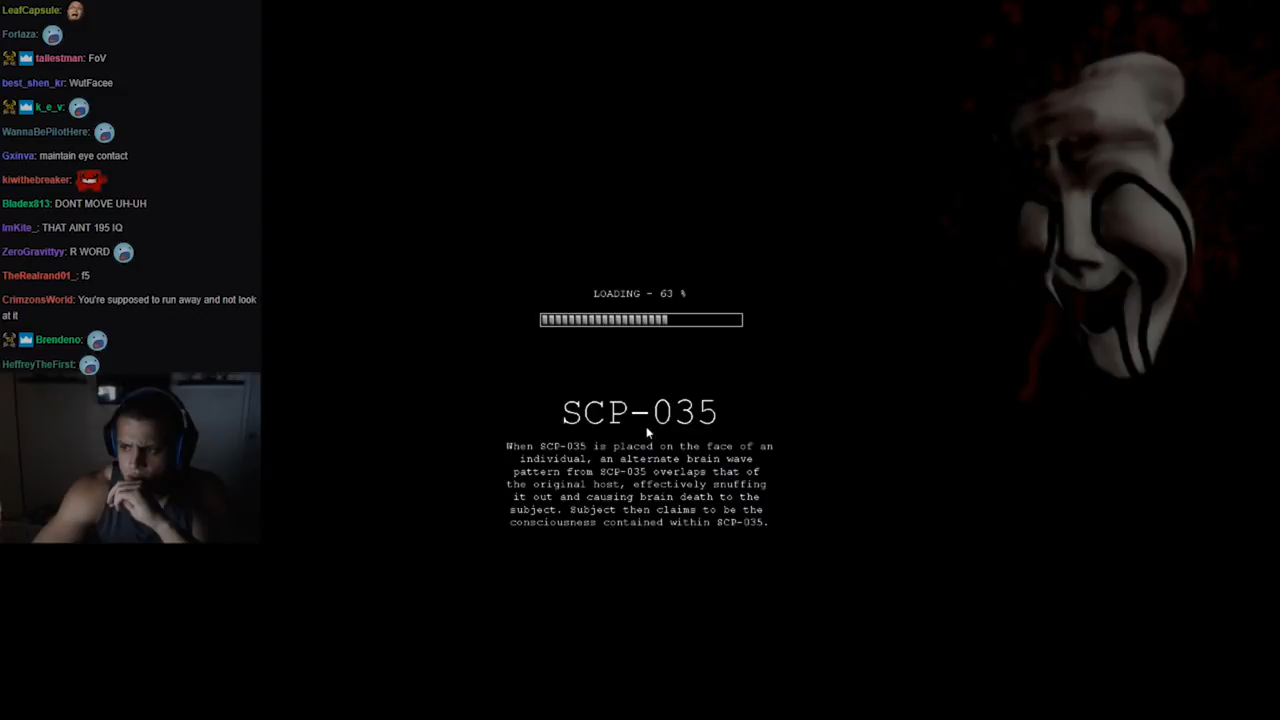 LeafCapsule:
Forlaza:
tallestman: FoV
best_shen_kr: WutFacee
k_e_v:
WannaBePilotHere:
Gxinva: maintain eye contact
kiwithebreaker:
Bladex813: DONT MOVE UH-UH
ImKite_: THAT AINT 195 IQ
ZeroGravittyy: R WORD
TheRealrand01_: f5
CrimzonsWorld: You're supposed to run away and not look
at it
Brendeno:
HeffreyTheFirst:
LOADING - 63 %
SCP-035
When SCP-035 is placed on the face of an
individual, an alternate brain wave
pattern from SCP-035 overlaps that of
the original host, effectively snuffing
it out and causing brain death to the
subject. Subject then claims to be the
consciousness contained within SCP-035.